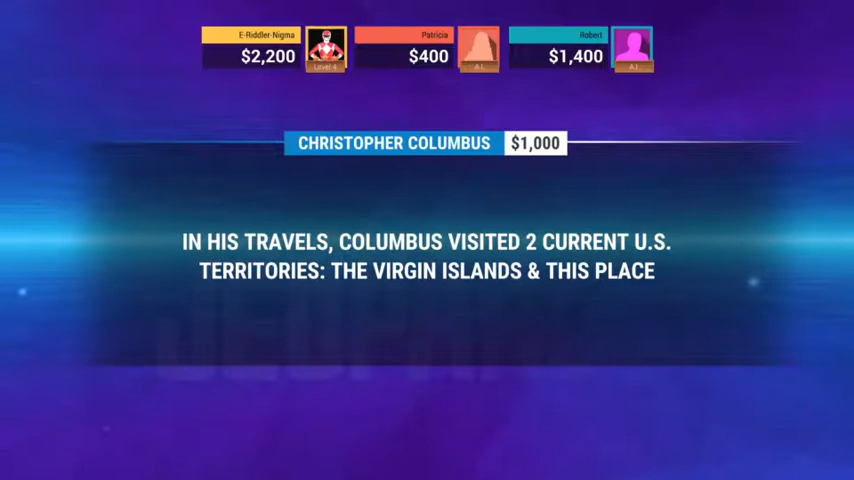 E-Riddler-Nigma
$2,200
Level 4
Patricia
$400
A.I.
Robert
$1,400
A.I.
CHRISTOPHER COLUMBUS $1,000
IN HIS TRAVELS, COLUMBUS VISITED 2 CURRENT U.S.
TERRITORIES: THE VIRGIN ISLANDS & THIS PLACE
JEOPARDY